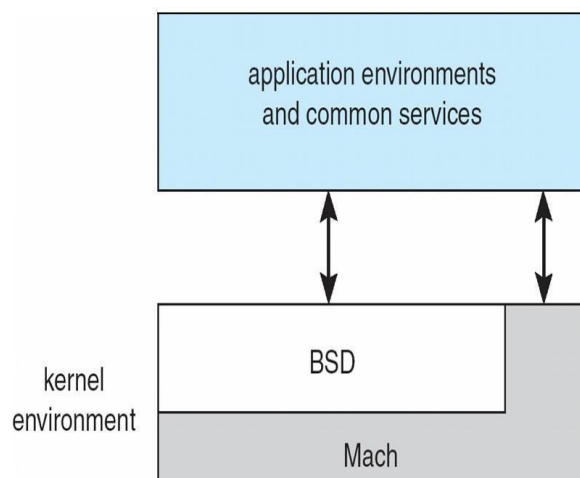 application environments
and common services
BSD
kernel
environment
Mach